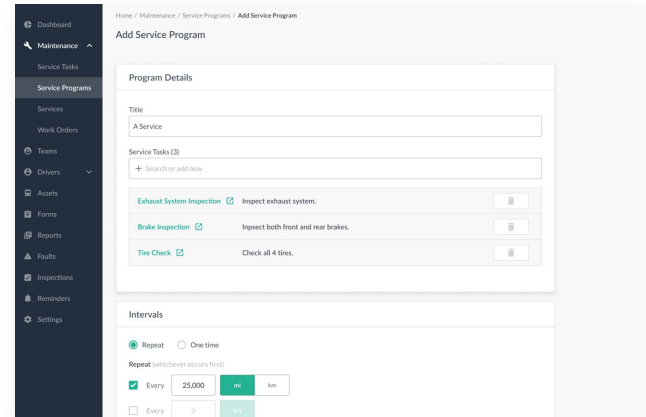 Home / Maintenance / Service Programs / Add Service Program
Add Service Program
Dashboard
Maintenance
Service Tasks
Service Programs
Services
Work Orders
Teams
Drivers
Assets
Forms
Reports
Faults
Inspections
Reminders
Settings
Program Details
Title
A Service
Service Tasks (3)
+ Search or add new
Exhaust System Inspection Inspect exhaust system.
Brake Inspection Inpsect both front and rear brakes.
Tire Check Check all 4 tires.
Intervals
Repeat One time
Repeat (whichever occurs first)
Every 25,000 mi km
Every 0 hrs